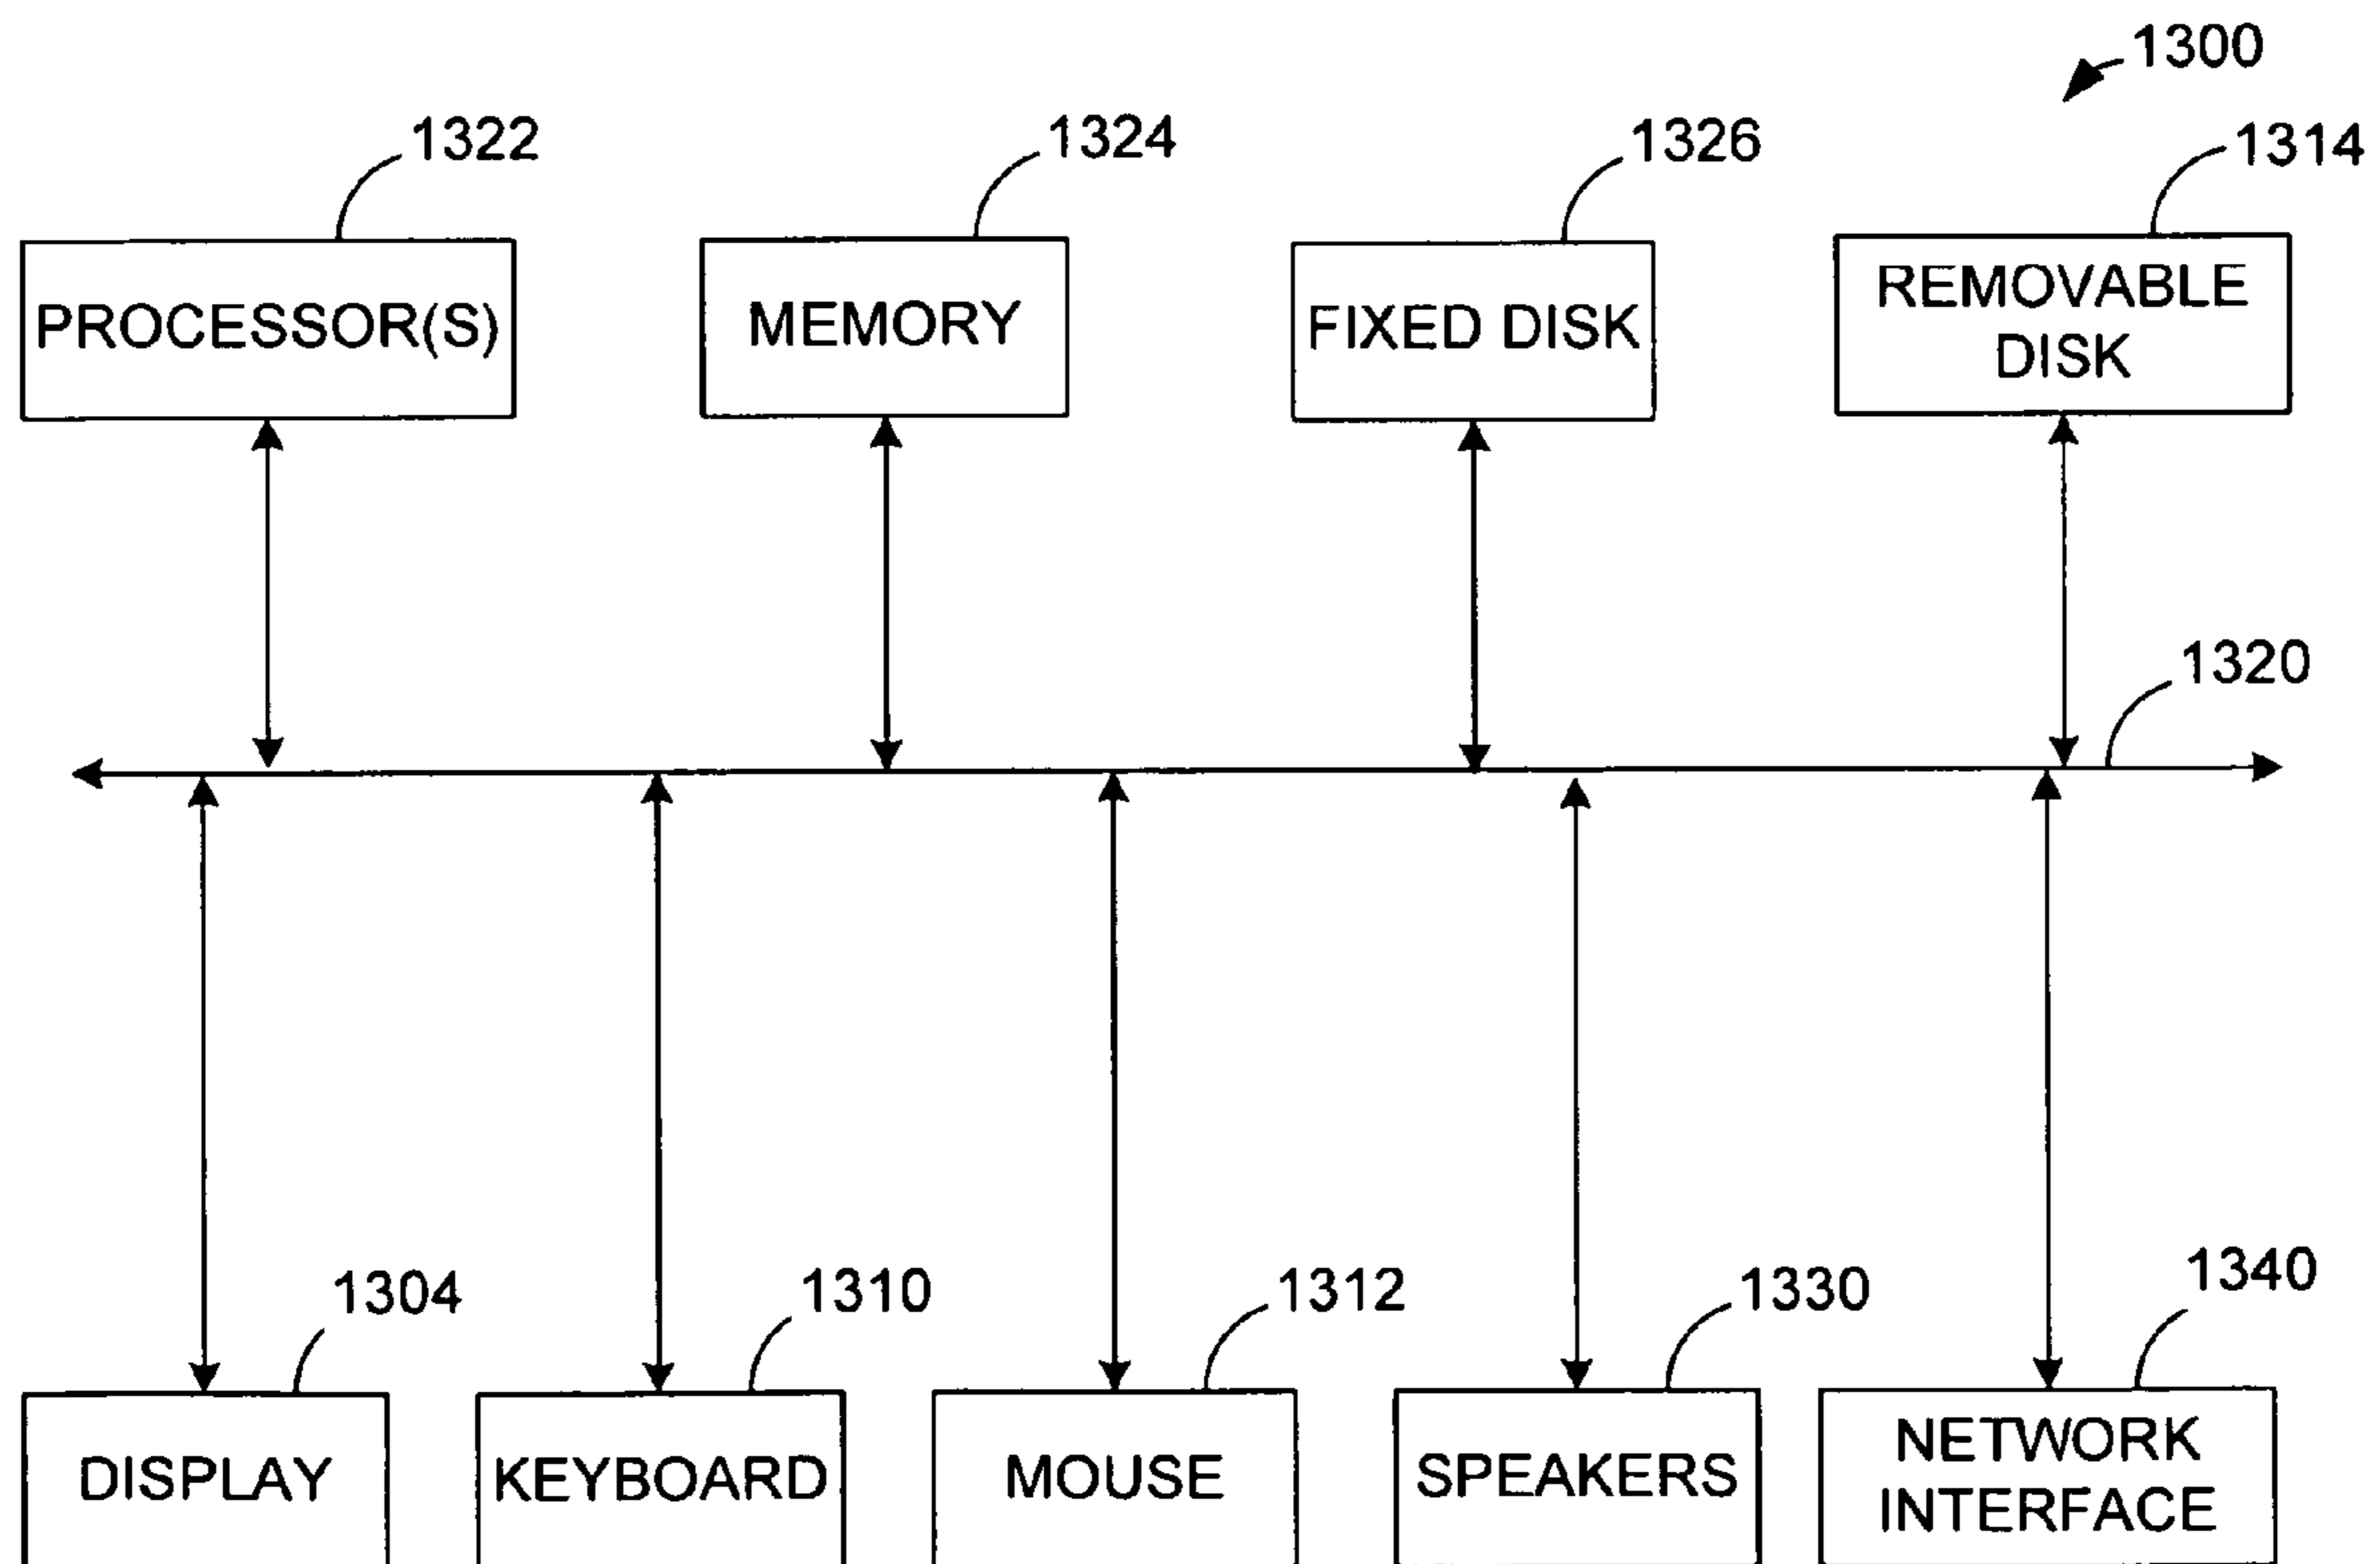 1300
1322
1324
1326
1314
PROCESSOR(S)
MEMORY
FIXED DISK
REMOVABLE
DISK
1320
1304
1310
1312
1330
1340
DISPLAY
KEYBOARD
MOUSE
SPEAKERS
NETWORK
INTERFACE